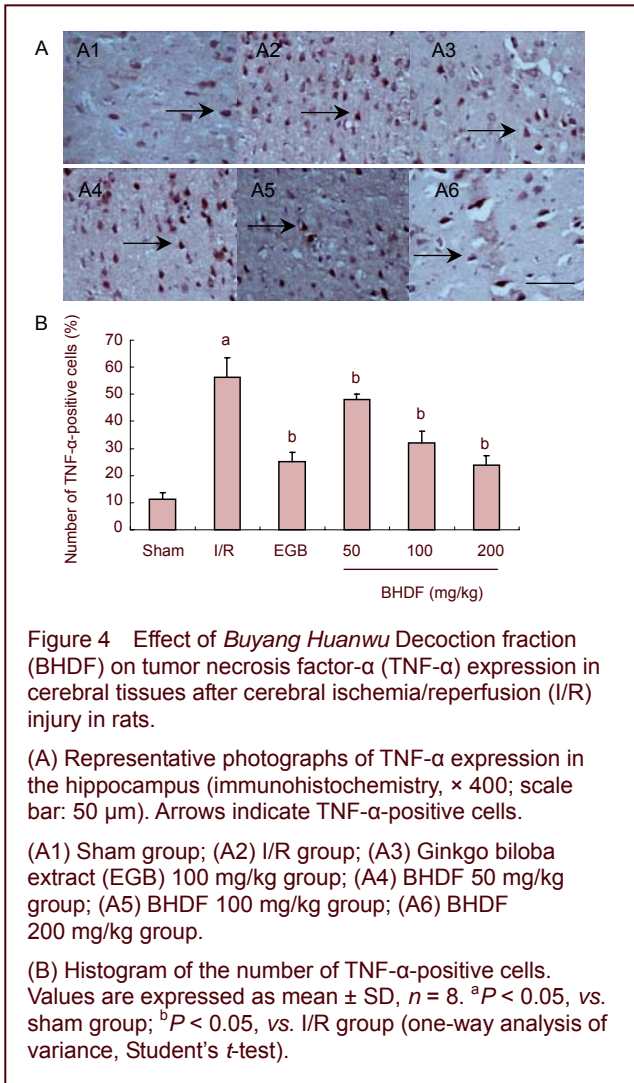 A
A1
A2
A3
A4
A5
A6
B
Number of TNF-α-positive cells (%)
70
60
50
40
30
20
10
0
a
b
b
b
b
Sham
I/R
EGB
50
100
200
BHDF (mg/kg)
Figure 4 Effect of Buyang Huanwu Decoction fraction
(BHDF) on tumor necrosis factor-α (TNF-α) expression in
cerebral tissues after cerebral ischemia/reperfusion (I/R)
injury in rats.
(A) Representative photographs of TNF-α expression in
the hippocampus (immunohistochemistry, × 400; scale
bar: 50 μm). Arrows indicate TNF-α-positive cells.
(A1) Sham group; (A2) I/R group; (A3) Ginkgo biloba
extract (EGB) 100 mg/kg group; (A4) BHDF 50 mg/kg
group; (A5) BHDF 100 mg/kg group; (A6) BHDF
200 mg/kg group.
(B) Histogram of the number of TNF-α-positive cells.
Values are expressed as mean ± SD, n = 8. ᵃP < 0.05, vs.
sham group; ᵇP < 0.05, vs. I/R group (one-way analysis of
variance, Student's t-test).